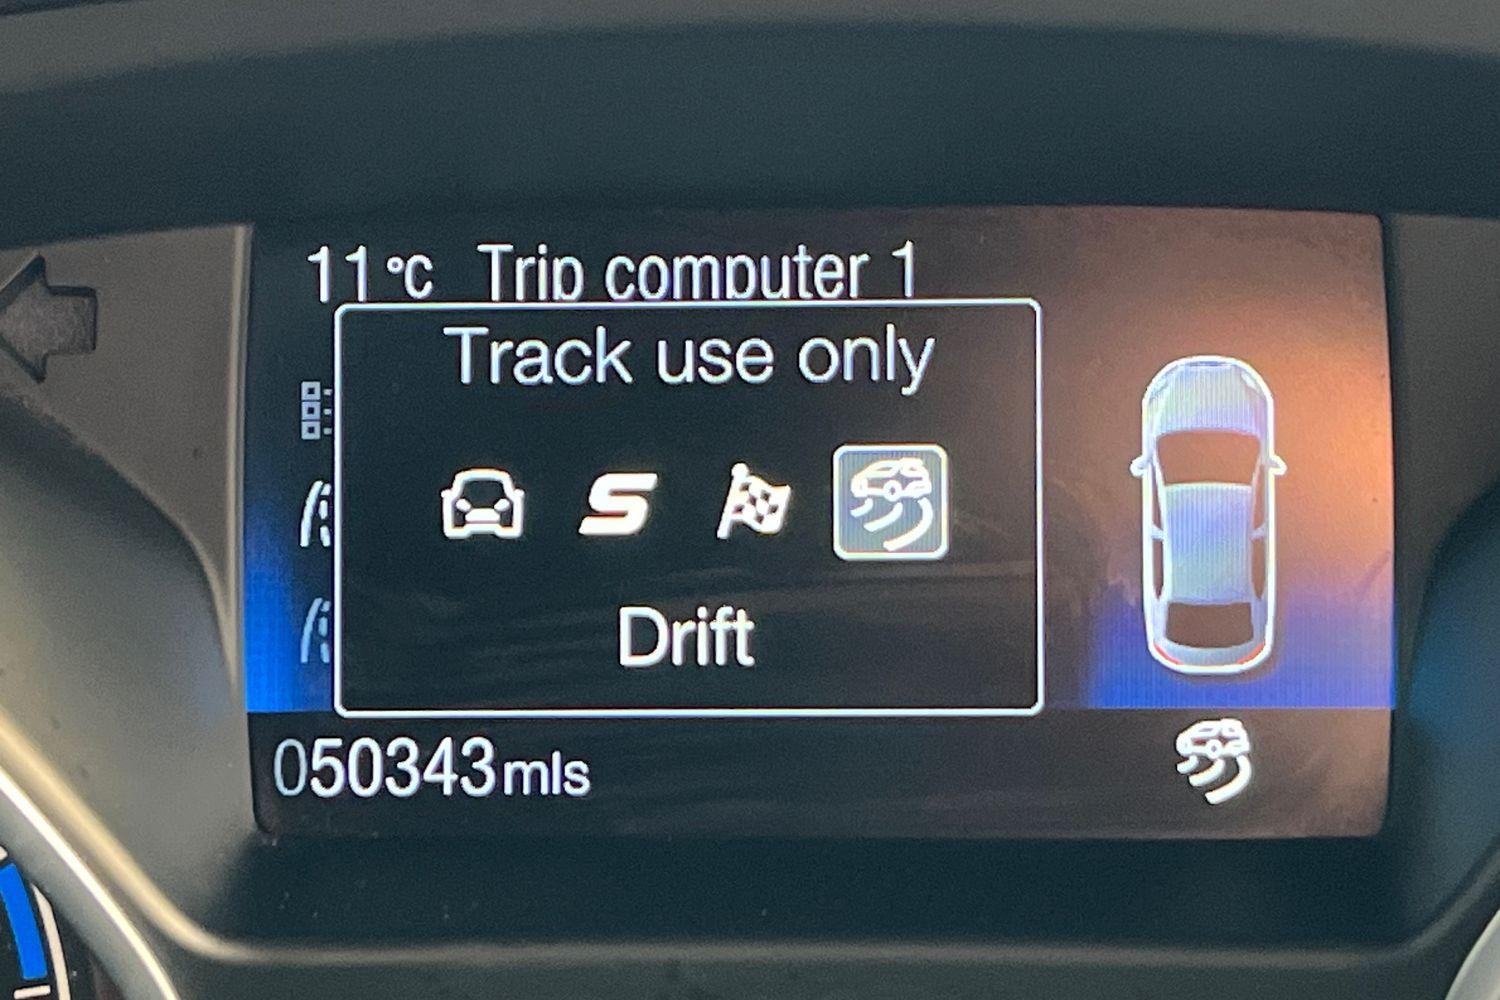 11°C Trip computer 1
Track use only
S
Drift
050343mls